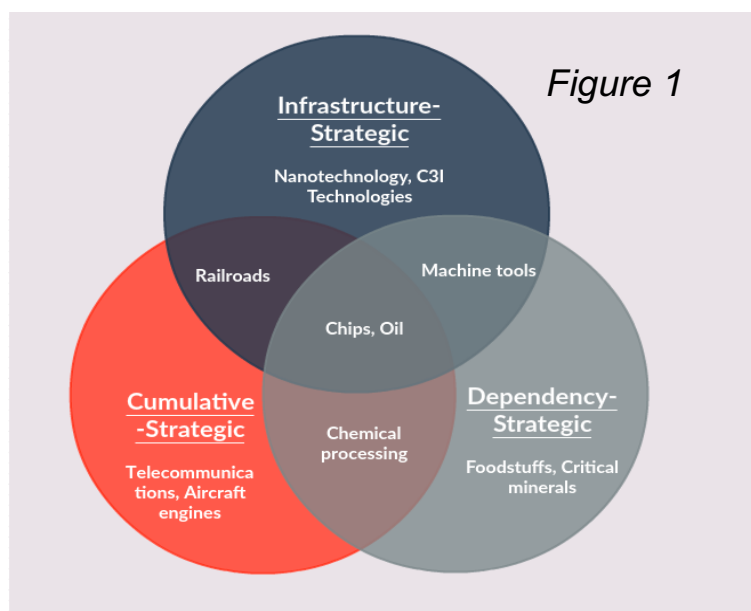 Figure 1
Infrastructure-
Strategic
Nanotechnology, C3I
Technologies
Railroads
Machine tools
Chips, Oil
Cumulative
-Strategic
Telecommunica
tions, Aircraft
engines
Chemical
processing
Dependency-
Strategic
Foodstuffs, Critical
minerals